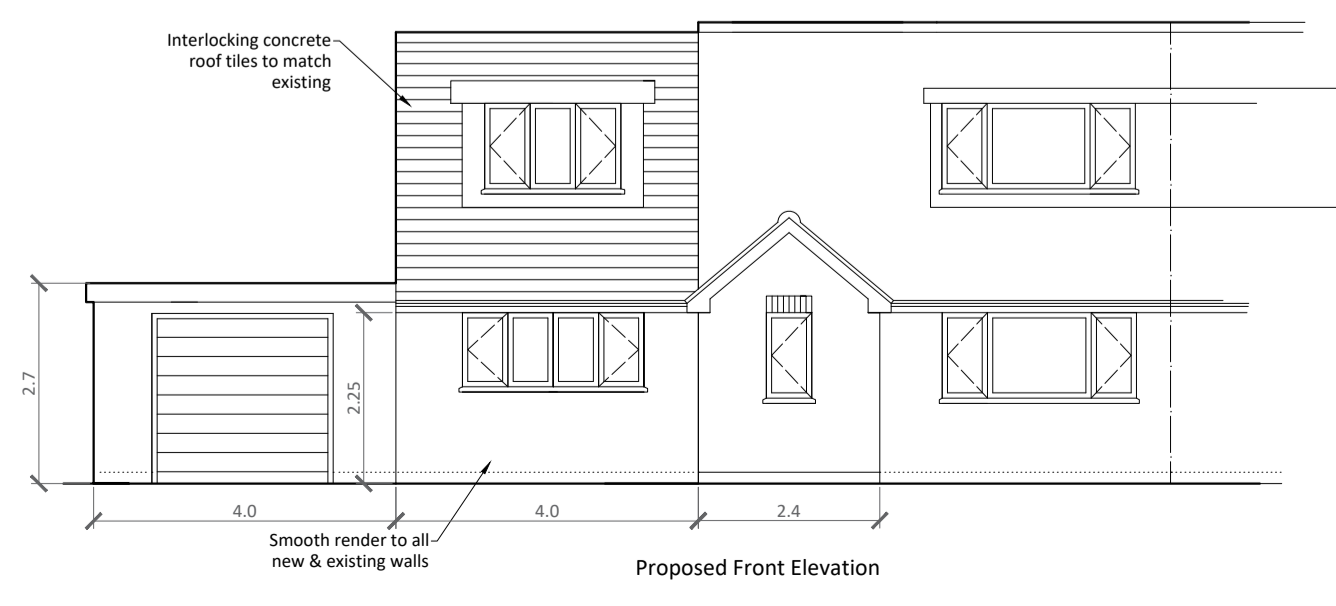 Interlocking concrete
roof tiles to match
existing
2.7
2.25
4.0
4.0
2.4
Smooth render to all
new & existing walls
Proposed Front Elevation